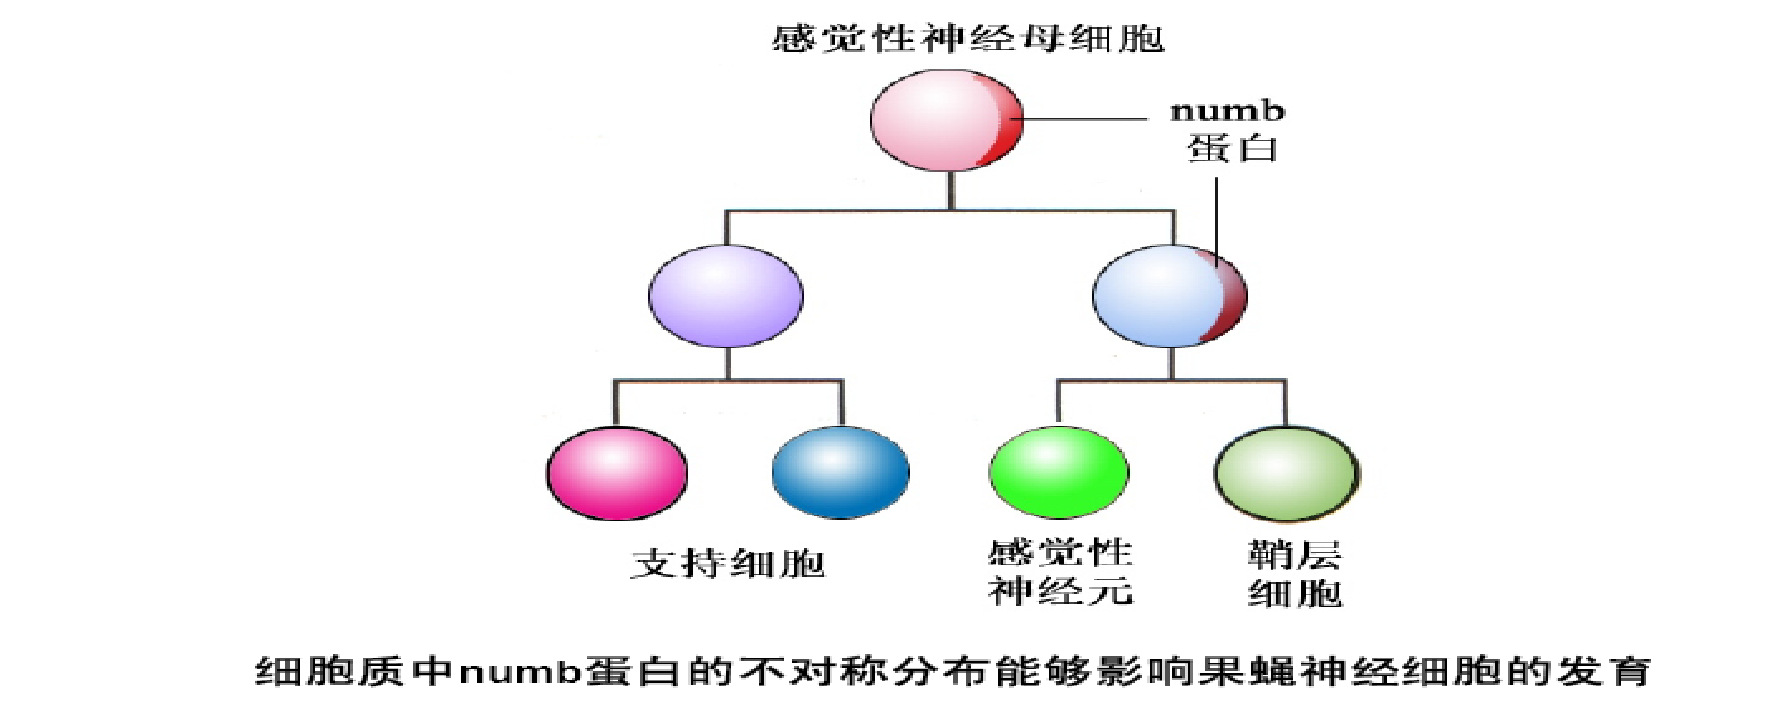 感觉性神经母细胞
numb
蛋白
支持细胞
感觉性
神经元
鞘层
细胞
细胞质中numb蛋白的不对称分布能够影响果蝇神经细胞的发育